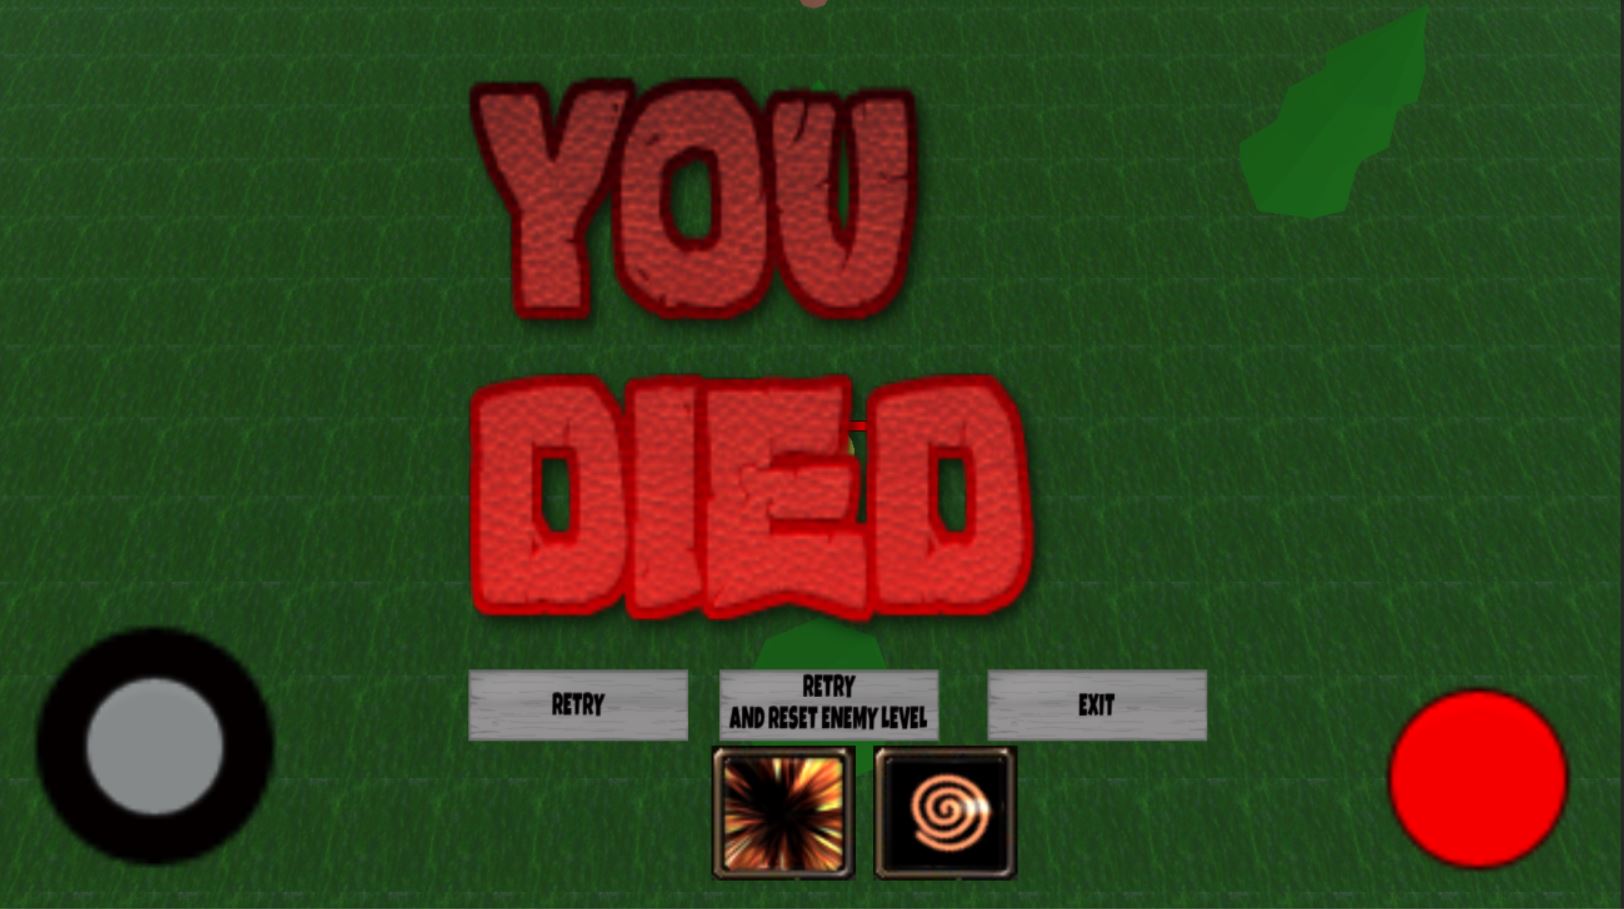 YOU
DIED
RETRY
RETRY
AND RESET ENEMY LEVEL
EXIT